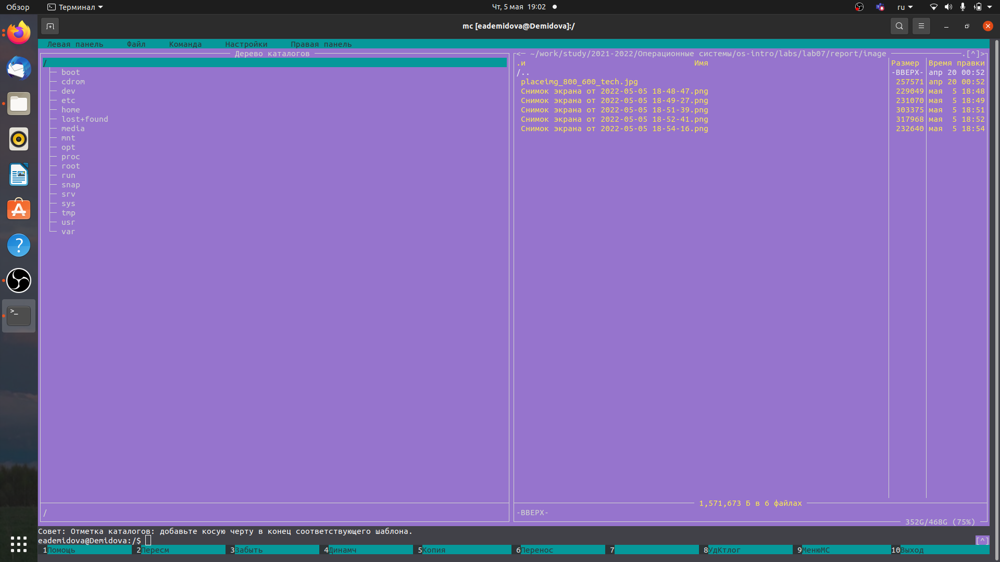 Обзор Терминал Чт, 5 мая 19:02 ru
mc [eademidova@Demidova]:/
Левая панель Файл Команда Настройки Правая панель
Дерево каталогов
/
boot
cdrom
dev
etc
home
lost+found
media
mnt
opt
proc
root
run
snap
srv
sys
tmp
usr
var
/
<─ ~/work/study/2021-2022/Операционные системы/os-intro/labs/lab07/report/image .[^]>
.и Имя Размер Время правки
/.. -ВВЕРХ- апр 20 00:52
placeimg_800_600_tech.jpg 257571 апр 20 00:52
Снимок экрана от 2022-05-05 18-48-47.png 229049 мая 5 18:48
Снимок экрана от 2022-05-05 18-49-27.png 231070 мая 5 18:49
Снимок экрана от 2022-05-05 18-51-39.png 303375 мая 5 18:51
Снимок экрана от 2022-05-05 18-52-41.png 317968 мая 5 18:52
Снимок экрана от 2022-05-05 18-54-16.png 232640 мая 5 18:54
1,571,673 Б в 6 файлах
-ВВЕРХ-
352G/468G (75%)
Совет: Отметка каталогов: добавьте косую черту в конец соответствующего шаблона.
eademidova@Demidova:/$ [^]
1Помощь 2Пересм 3Забыть 4Динамч 5Копия 6Перенос 7 8УдКтлог 9МенюМС 10Выход